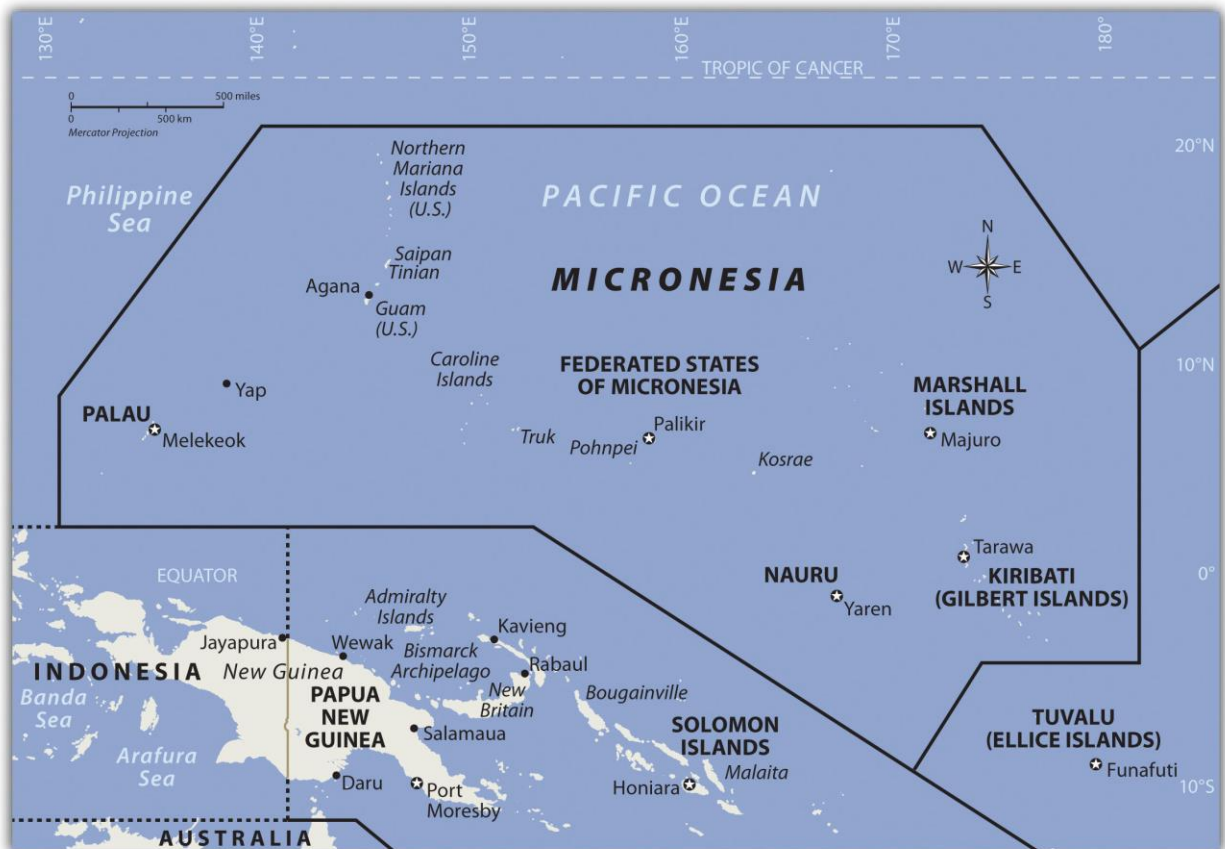 130°E
140°E
150°E
160°E
170°E
180°
TROPIC OF CANCER
0 500 miles
0 500 km
Mercator Projection
20°N
Northern
Mariana
Islands
(U.S.)
Philippine
Sea
PACIFIC OCEAN
N
W E
S
Saipan
Tinian
MICRONESIA
Agana
Guam
(U.S.)
10°N
Caroline
Islands
FEDERATED STATES
OF MICRONESIA
MARSHALL
ISLANDS
Yap
PALAU
Melekeok
Truk
Pohnpei
Palikir
Majuro
Kosrae
Tarawa
EQUATOR
NAURU
KIRIBATI
(GILBERT ISLANDS)
0°
Yaren
Admiralty
Islands
Jayapura
Wewak
Kavieng
Bismarck
Archipelago
INDONESIA
New Guinea
Rabaul
Banda
Sea
PAPUA
NEW
GUINEA
New
Britain
Bougainville
SOLOMON
ISLANDS
TUVALU
(ELLICE ISLANDS)
Salamaua
Arafura
Sea
Malaita
Funafuti
Daru
Port
Moresby
Honiara
10°S
AUSTRALIA